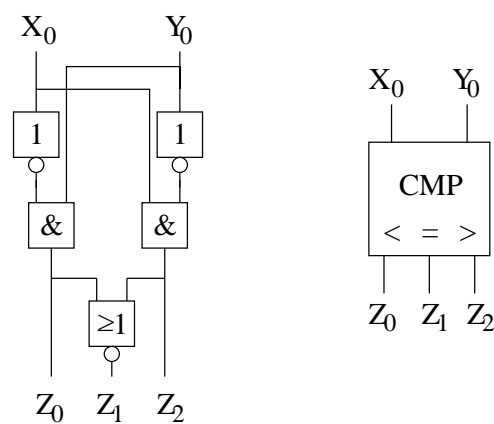 X0 Y0
1 1
& &
≥1
Z0 Z1 Z2
X0 Y0
CMP
< = >
Z0 Z1 Z2